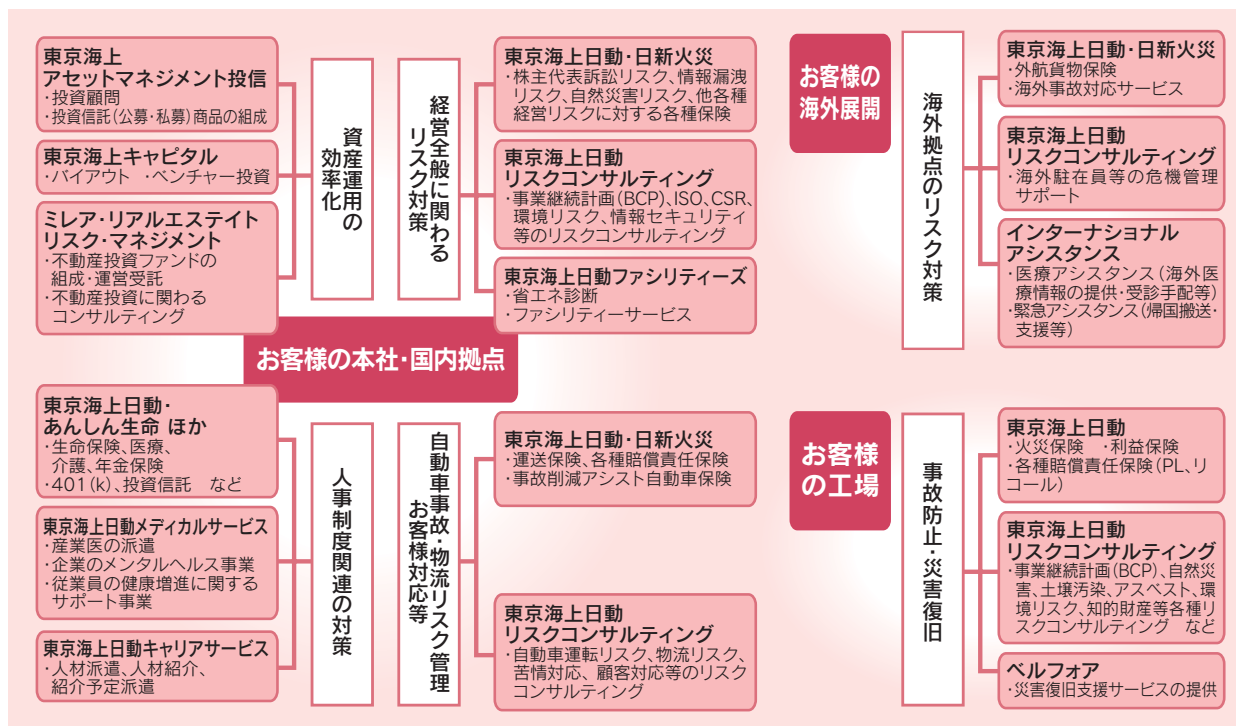 東京海上
アセットマネジメント投信
・投資顧問
・投資信託(公募・私募)商品の組成
東京海上キャピタル
・バイアウト ・ベンチャー投資
ミレア・リアルエステイト
リスク・マネジメント
・不動産投資ファンドの
組成・運営受託
・不動産投資に関わる
コンサルティング
資産運用の
効率化
経営全般に関わる
リスク対策
東京海上日動・日新火災
・株主代表訴訟リスク、情報漏洩
リスク、自然災害リスク、他各種
経営リスクに対する各種保険
東京海上日動
リスクコンサルティング
・事業継続計画(BCP)、ISO、CSR、
環境リスク、情報セキュリティ
等のリスクコンサルティング
東京海上日動ファシリティーズ
・省エネ診断
・ファシリティーサービス
お客様の本社・国内拠点
東京海上日動・
あんしん生命 ほか
・生命保険、医療、
介護、年金保険
・401(k)、投資信託 など
東京海上日動メディカルサービス
・産業医の派遣
・企業のメンタルヘルス事業
・従業員の健康増進に関する
サポート事業
東京海上日動キャリアサービス
・人材派遣、人材紹介、
紹介予定派遣
人事制度関連の対策
自動車事故・物流リスク管理
お客様対応等
東京海上日動・日新火災
・運送保険、各種賠償責任保険
・事故削減アシスト自動車保険
東京海上日動
リスクコンサルティング
・自動車運転リスク、物流リスク、
苦情対応、顧客対応等のリスク
コンサルティング
お客様の
海外展開
海外拠点のリスク対策
東京海上日動・日新火災
・外航貨物保険
・海外事故対応サービス
東京海上日動
リスクコンサルティング
・海外駐在員等の危機管理
サポート
インターナショナル
アシスタンス
・医療アシスタンス(海外医
療情報の提供・受診手配等)
・緊急アシスタンス(帰国搬送・
支援等)
お客様
の工場
事故防止・災害復旧
東京海上日動
・火災保険 ・利益保険
・各種賠償責任保険(PL、リ
コール)
東京海上日動
リスクコンサルティング
・事業継続計画(BCP)、自然災
害、土壌汚染、アスベスト、環
境リスク、知的財産等各種リ
スクコンサルティング など
ベルフォア
・災害復旧支援サービスの提供